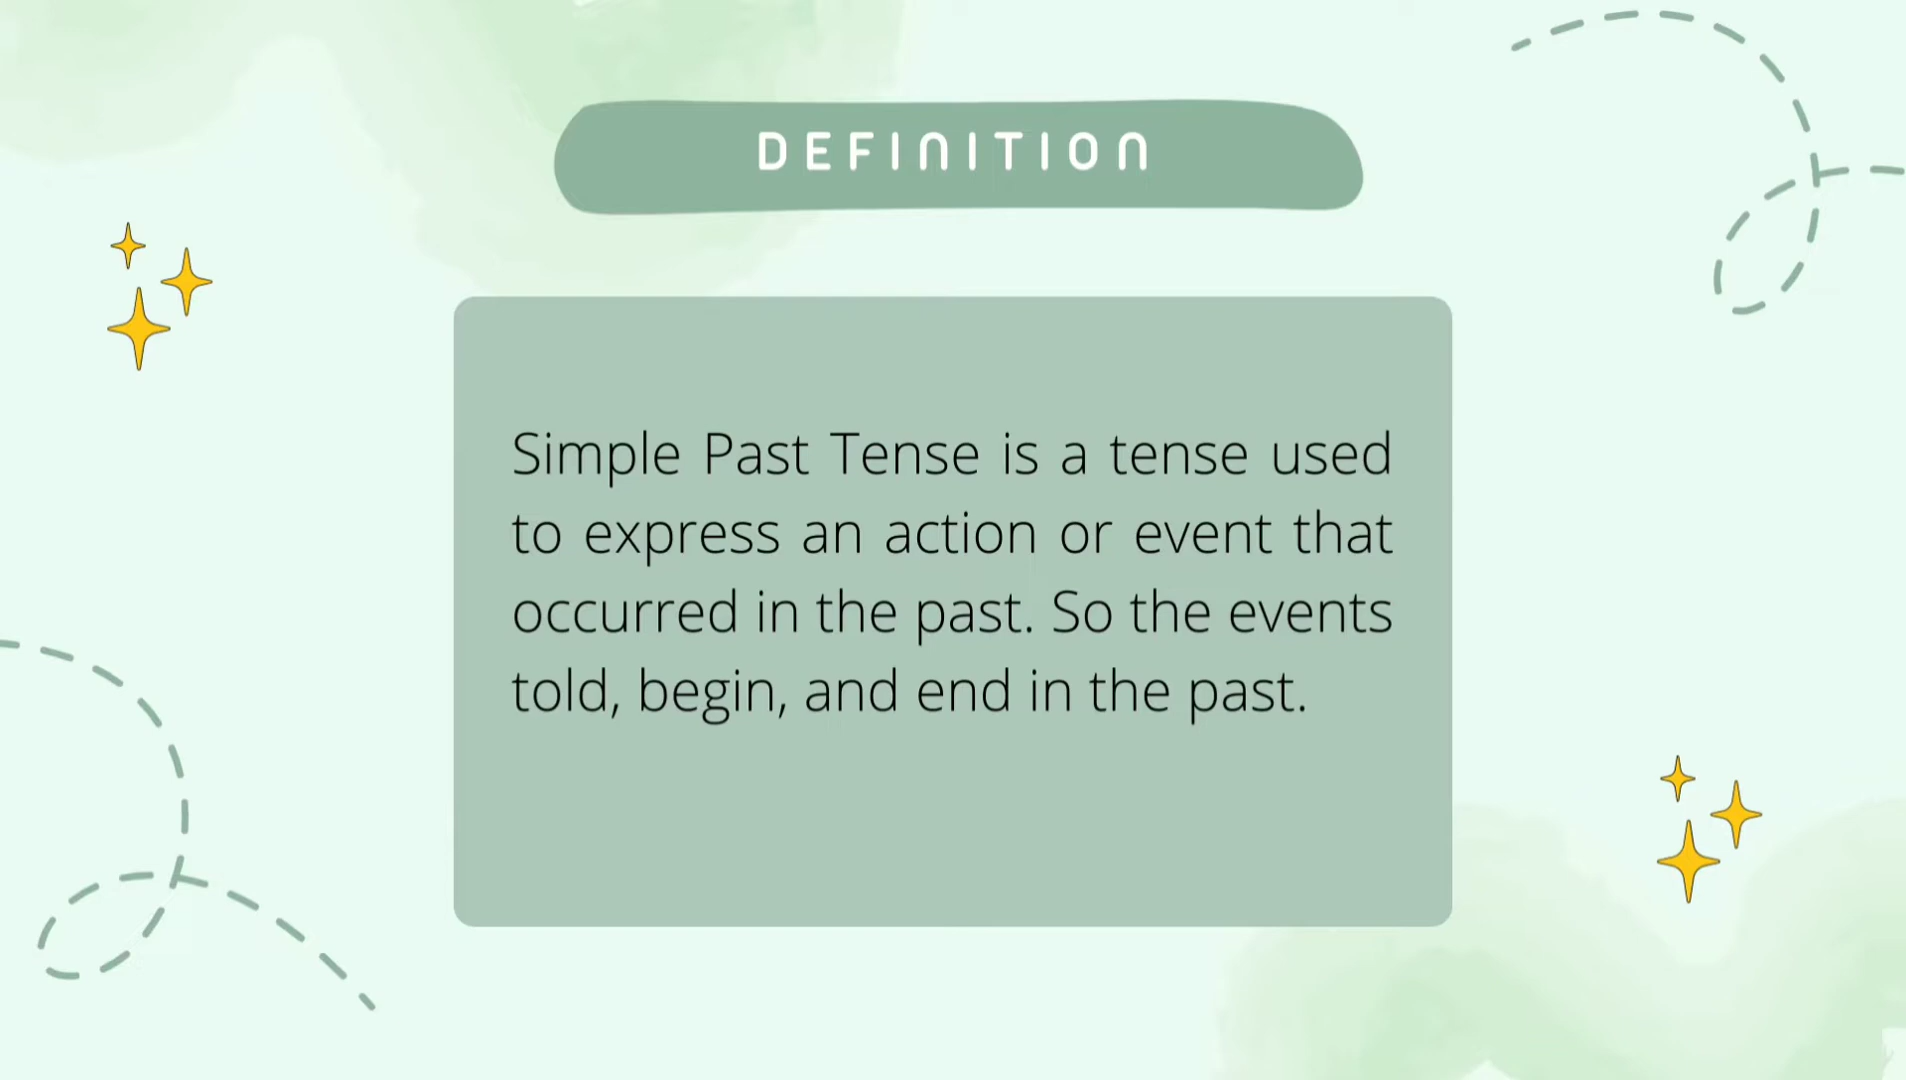 DEFINITION
Simple Past Tense is a tense used
to express an action or event that
occurred in the past. So the events
told, begin, and end in the past.